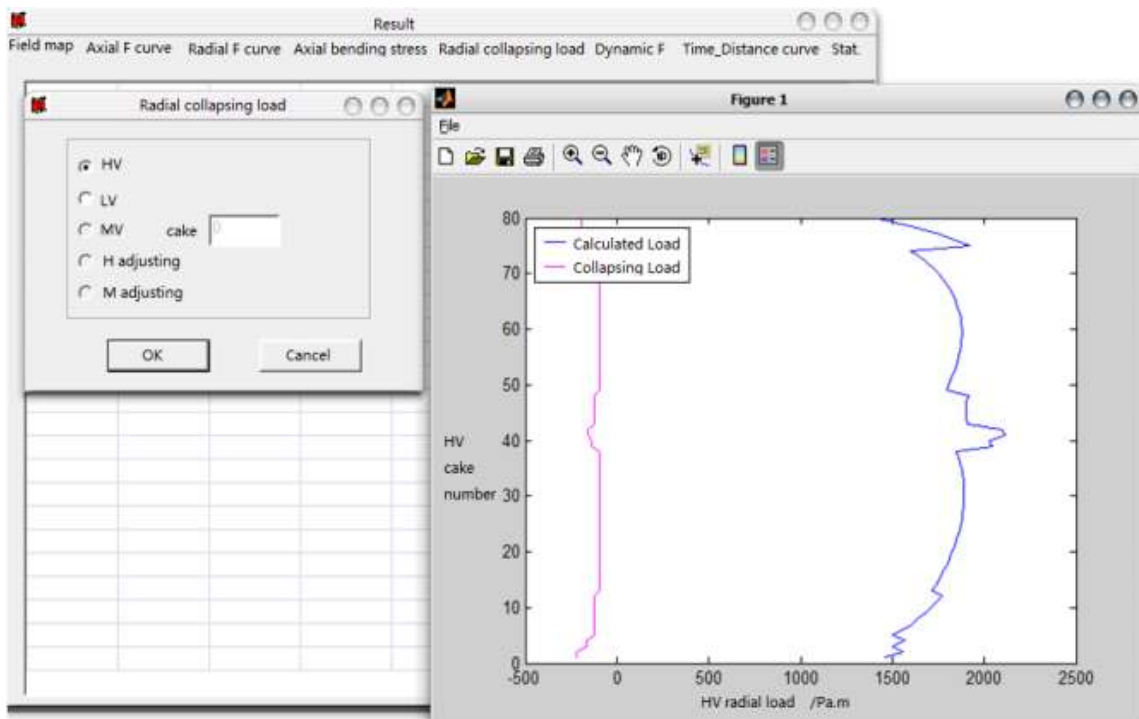 Result
Field map Axial F curve Radial F curve Axial bending stress Radial collapsing load Dynamic F Time_Distance curve Stat.
Radial collapsing load
HV
LV
MV cake 0
H adjusting
M adjusting
OK Cancel
Figure 1
File
80
70
60
50
40
30
20
10
0
Calculated Load
Collapsing Load
HV
cake
number
-500 0 500 1000 1500 2000 2500
HV radial load /Pa.m